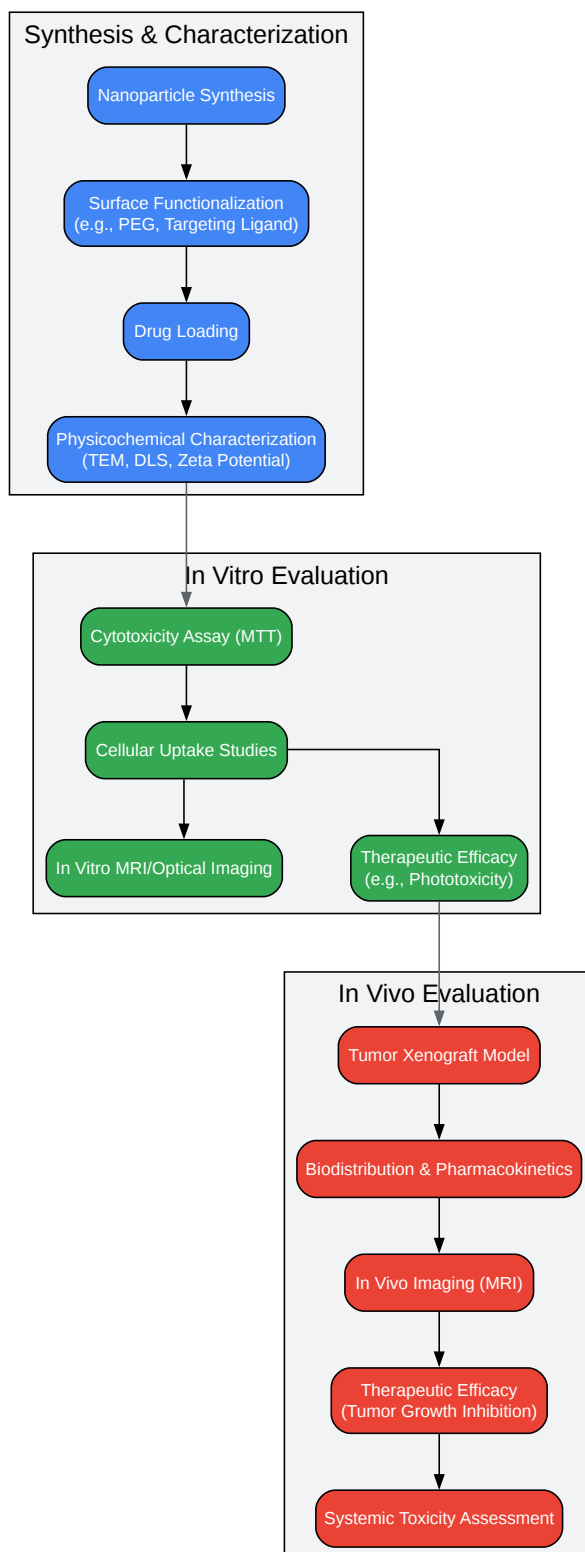 Synthesis & Characterization
Nanoparticle Synthesis
Surface Functionalization
(e.g., PEG, Targeting Ligand)
Drug Loading
Physicochemical Characterization
(TEM, DLS, Zeta Potential)
In Vitro Evaluation
Cytotoxicity Assay (MTT)
Cellular Uptake Studies
In Vitro MRI/Optical Imaging
Therapeutic Efficacy
(e.g., Phototoxicity)
In Vivo Evaluation
Tumor Xenograft Model
Biodistribution & Pharmacokinetics
In Vivo Imaging (MRI)
Therapeutic Efficacy
(Tumor Growth Inhibition)
Systemic Toxicity Assessment